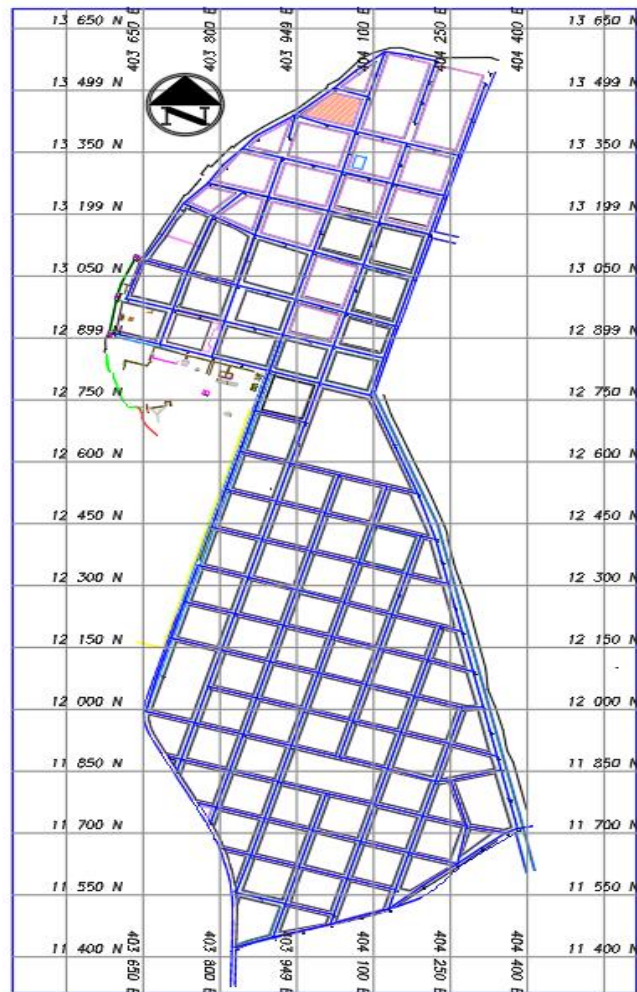 403 650 E
403 800 E
403 949 E
404 100 E
404 250 E
404 400 E
13 650 N
13 650 N
13 499 N
13 499 N
N
13 350 N
13 350 N
13 199 N
13 199 N
13 050 N
13 050 N
12 899 N
12 899 N
12 750 N
12 750 N
12 600 N
12 600 N
12 450 N
12 450 N
12 300 N
12 300 N
12 150 N
12 150 N
12 000 N
12 000 N
11 850 N
11 850 N
11 700 N
11 700 N
11 550 N
11 550 N
11 400 N
11 400 N
403 650 E
403 800 E
403 949 E
404 100 E
404 250 E
404 400 E